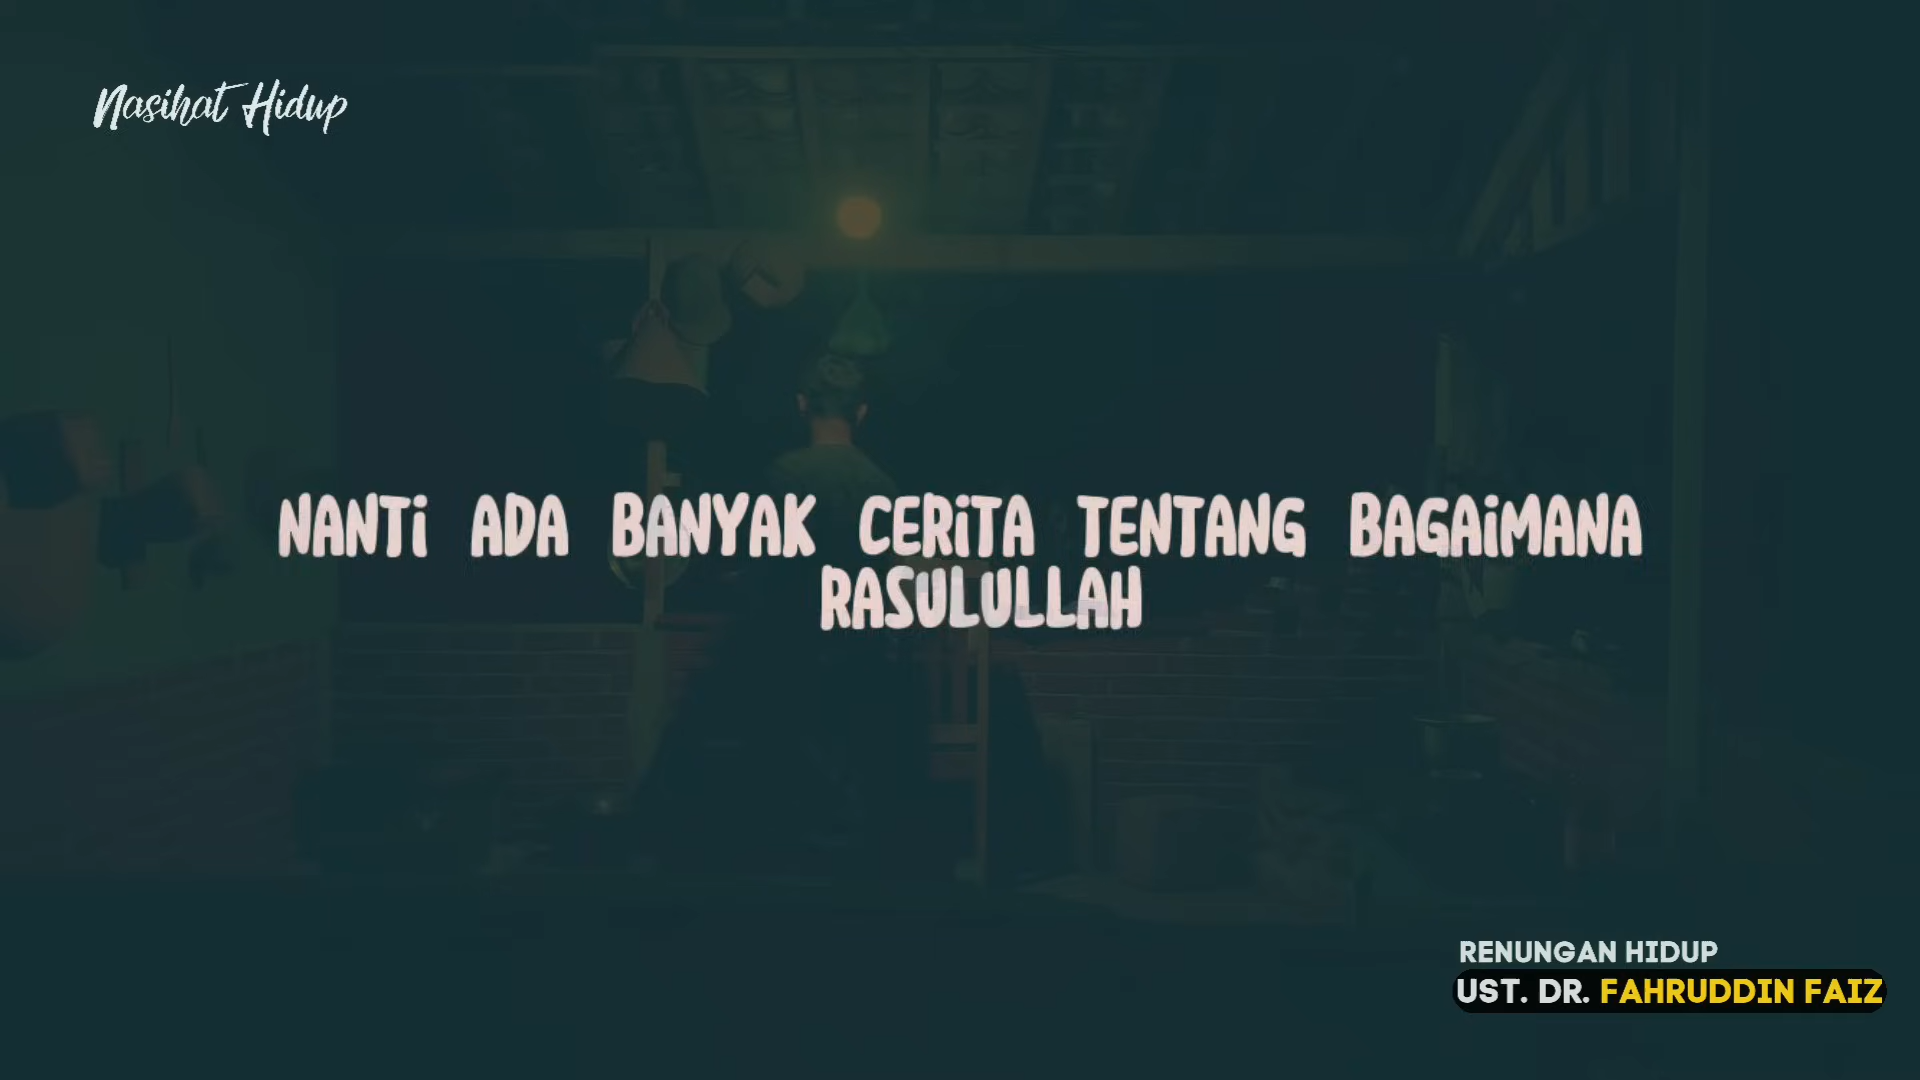 Nasihat Hidup
NANTi ADA BANYAK CERiTA TENTANG BAGAiMANA
RASULULLAH
RENUNGAN HIDUP
UST. DR. FAHRUDDIN FAIZ